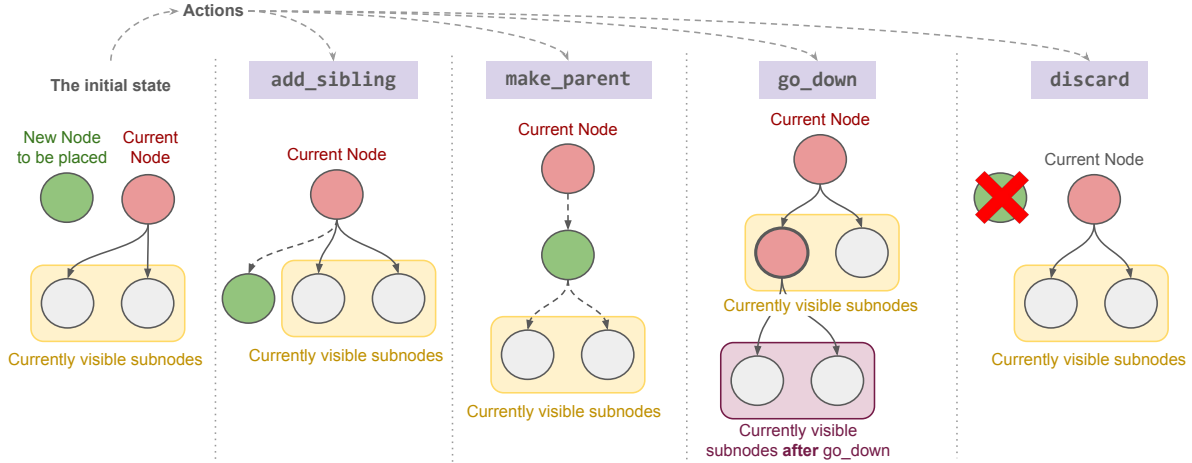 Actions
The initial state
New Node
to be placed
Current
Node
Currently visible subnodes
add_sibling
Current Node
Currently visible subnodes
make_parent
Current Node
Currently visible subnodes
go_down
Current Node
Currently visible subnodes
Currently visible
subnodes after go_down
discard
Current Node
Currently visible subnodes